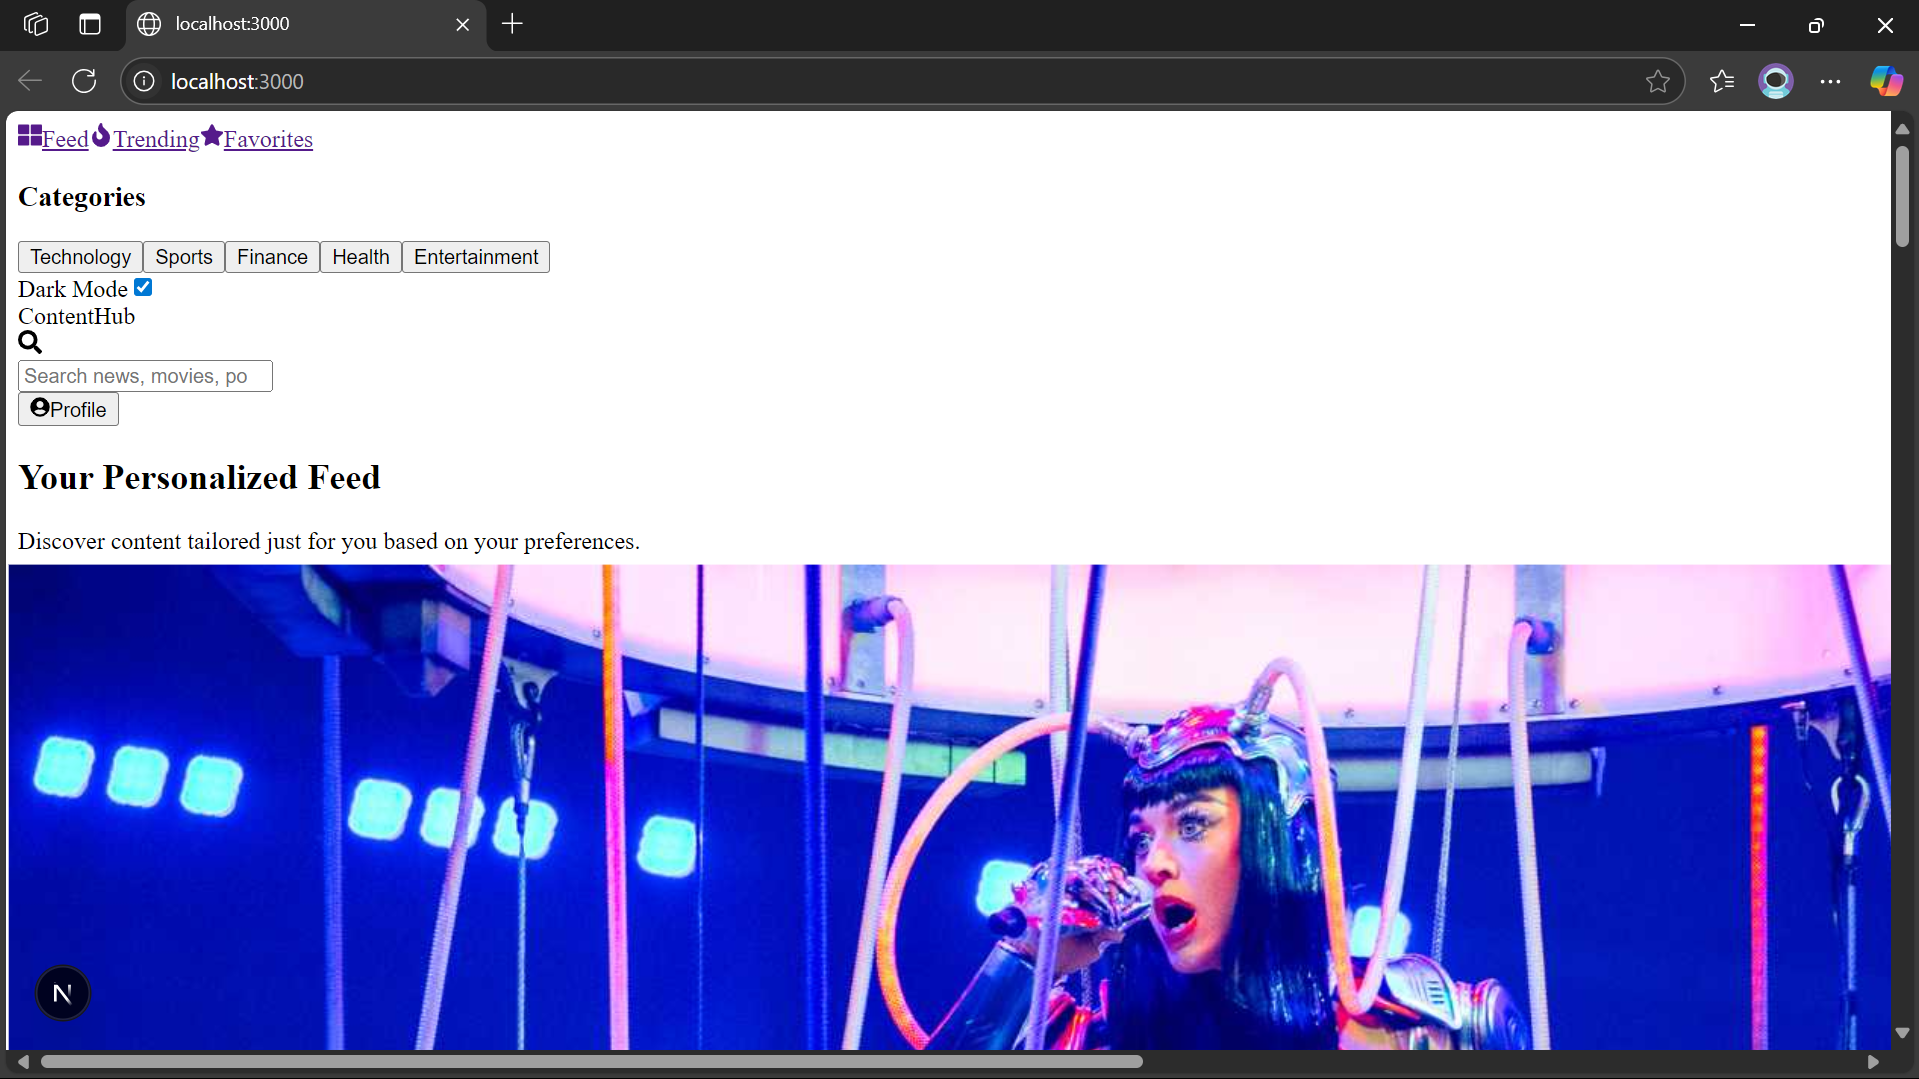 localhost:3000
localhost:3000
Feed Trending Favorites
Categories
Technology Sports Finance Health Entertainment
Dark Mode
ContentHub
Search news, movies, po
Profile
Your Personalized Feed
Discover content tailored just for you based on your preferences.
N